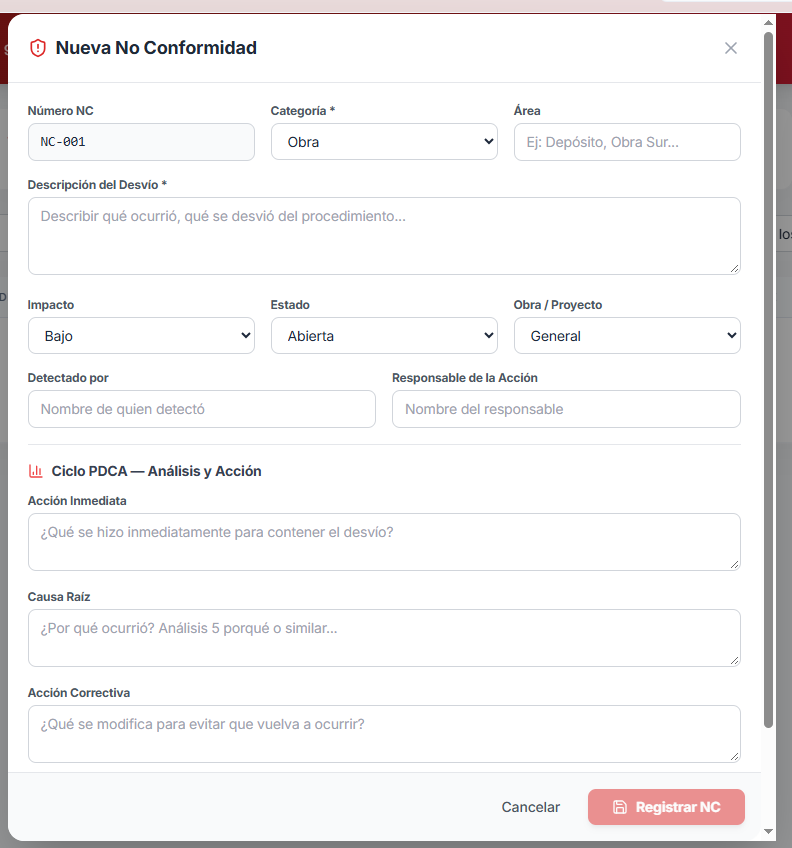 Nueva No Conformidad
Número NC Categoría * Área
NC-001 Obra Ej: Depósito, Obra Sur...
Descripción del Desvío *
Describir qué ocurrió, qué se desvió del procedimiento...
Impacto Estado Obra / Proyecto
Bajo Abierta General
Detectado por Responsable de la Acción
Nombre de quien detectó Nombre del responsable
Ciclo PDCA — Análisis y Acción
Acción Inmediata
¿Qué se hizo inmediatamente para contener el desvío?
Causa Raíz
¿Por qué ocurrió? Análisis 5 porqué o similar...
Acción Correctiva
¿Qué se modifica para evitar que vuelva a ocurrir?
Cancelar Registrar NC